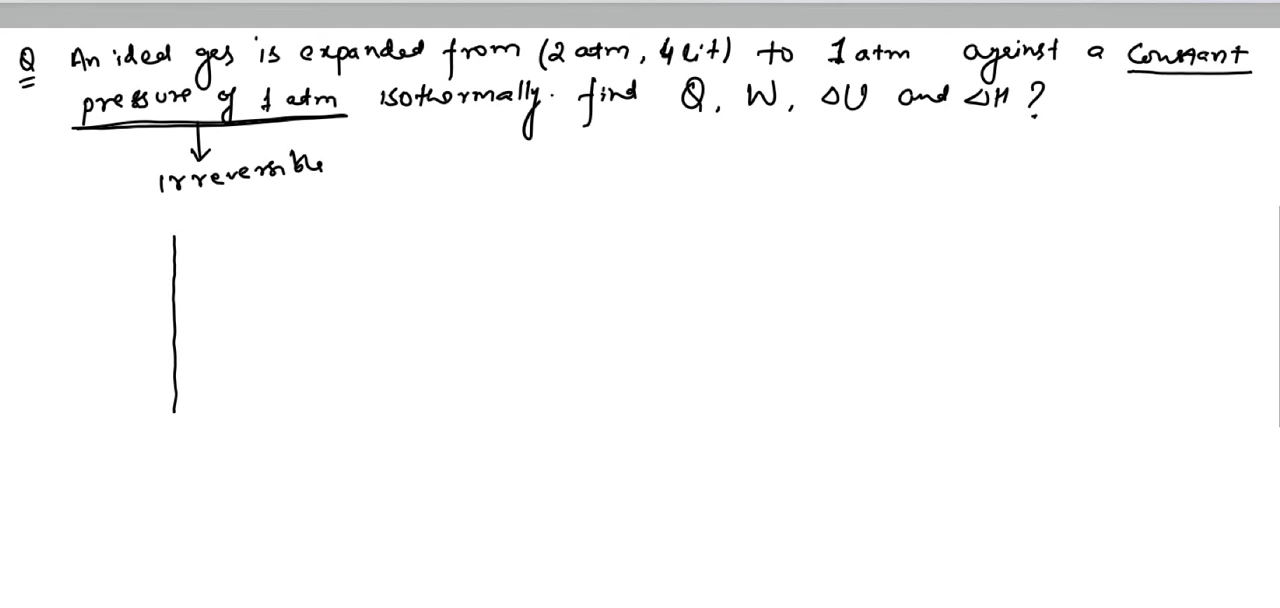 Q An ideal gas is expanded from (2 atm, 4 lit) to 1 atm against a constant
pressure of 1 atm isothermally. find Q, W, ΔU and ΔH ?
Irreversible